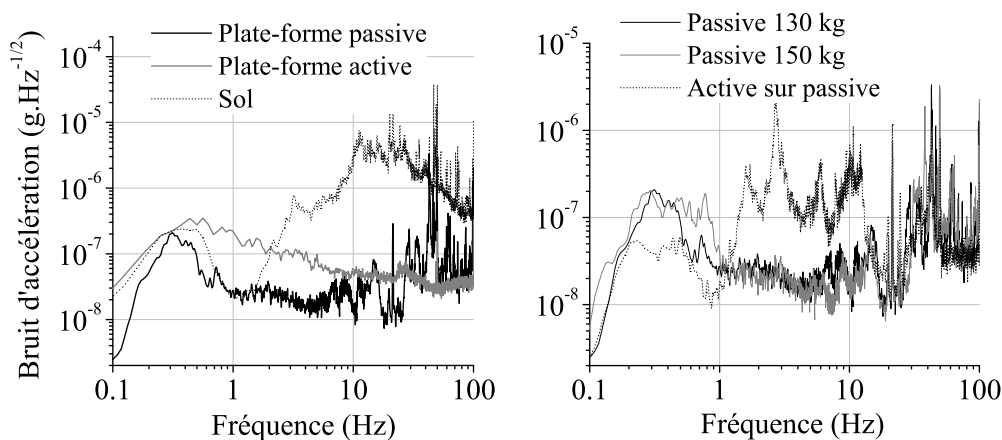 Bruit d'accélération (g.Hz^-1/2)
Plate-forme passive
Plate-forme active
Sol
10^-4
10^-5
10^-6
10^-7
10^-8
0.1
1
10
100
Fréquence (Hz)
Passive 130 kg
Passive 150 kg
Active sur passive
10^-5
10^-6
10^-7
10^-8
0.1
1
10
100
Fréquence (Hz)